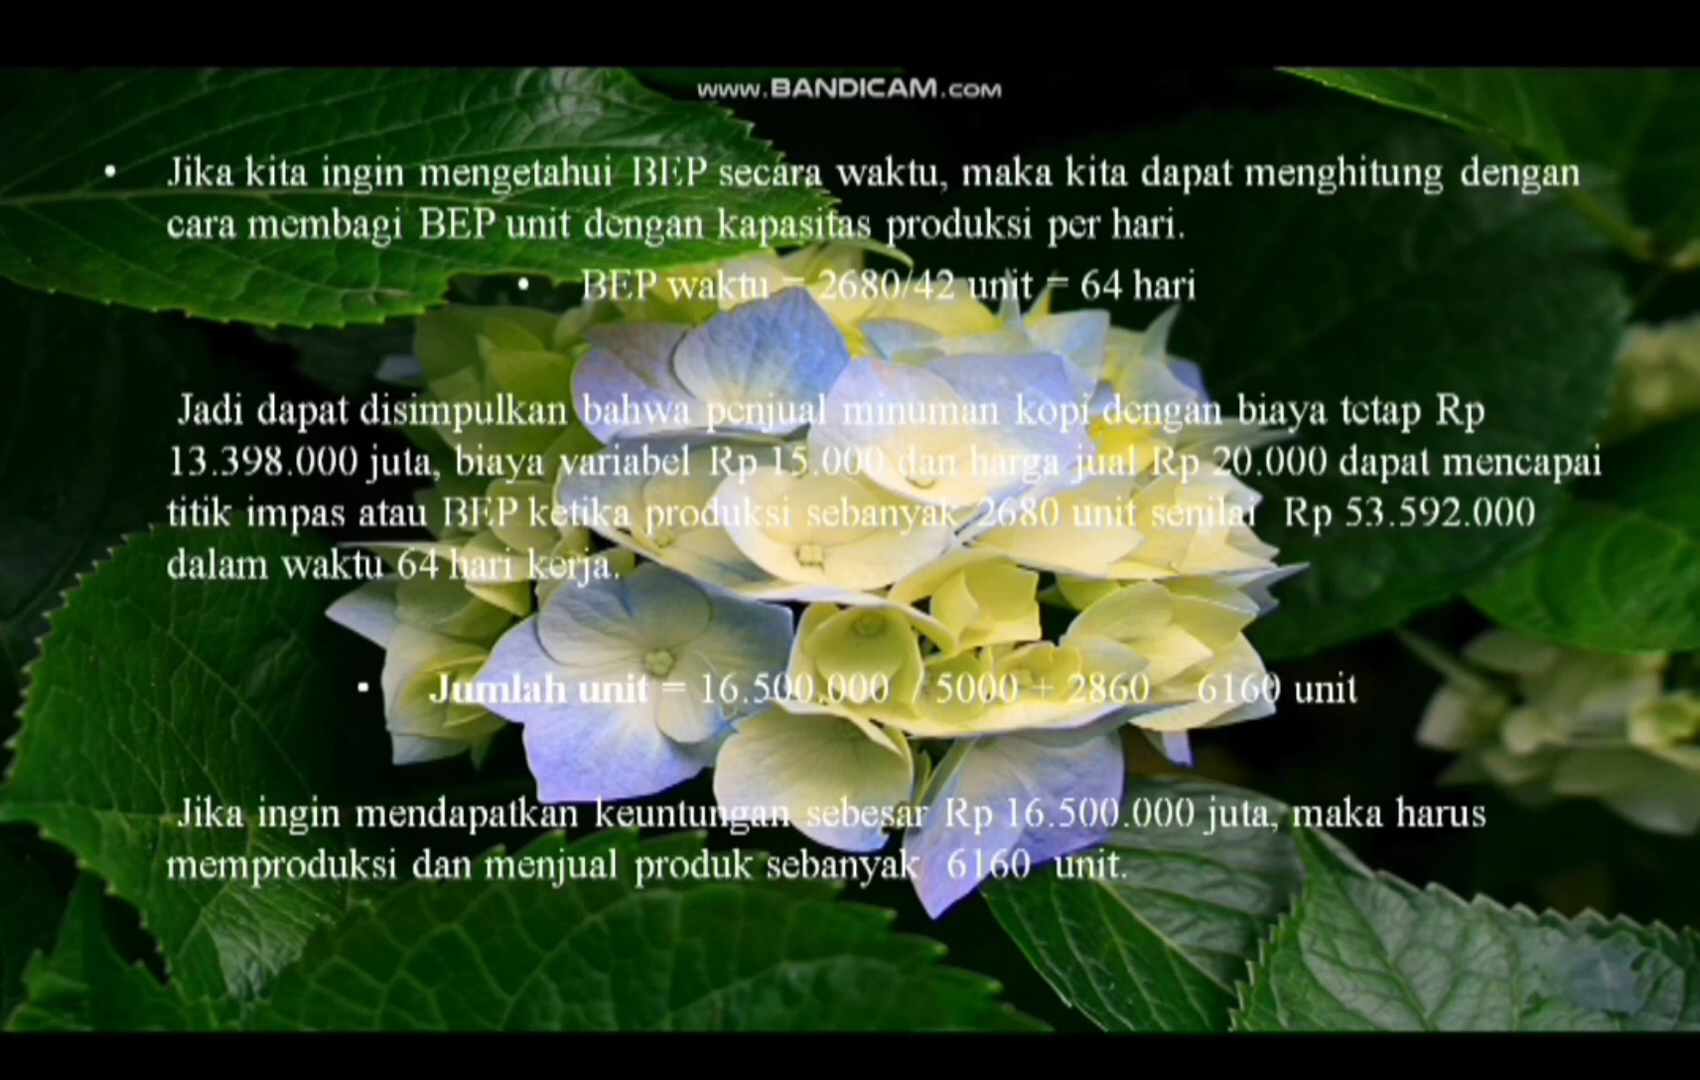 www.BANDICAM.com
• Jika kita ingin mengetahui BEP secara waktu, maka kita dapat menghitung dengan
cara membagi BEP unit dengan kapasitas produksi per hari.
• BEP waktu = 2680/42 unit = 64 hari
Jadi dapat disimpulkan bahwa penjual minuman kopi dengan biaya tetap Rp
13.398.000 juta, biaya variabel Rp 15.000 dan harga jual Rp 20.000 dapat mencapai
titik impas atau BEP ketika produksi sebanyak 2680 unit senilai Rp 53.592.000
dalam waktu 64 hari kerja.
• Jumlah unit = 16.500.000 / 5000 + 2860 6160 unit
Jika ingin mendapatkan keuntungan sebesar Rp 16.500.000 juta, maka harus
memproduksi dan menjual produk sebanyak 6160 unit.